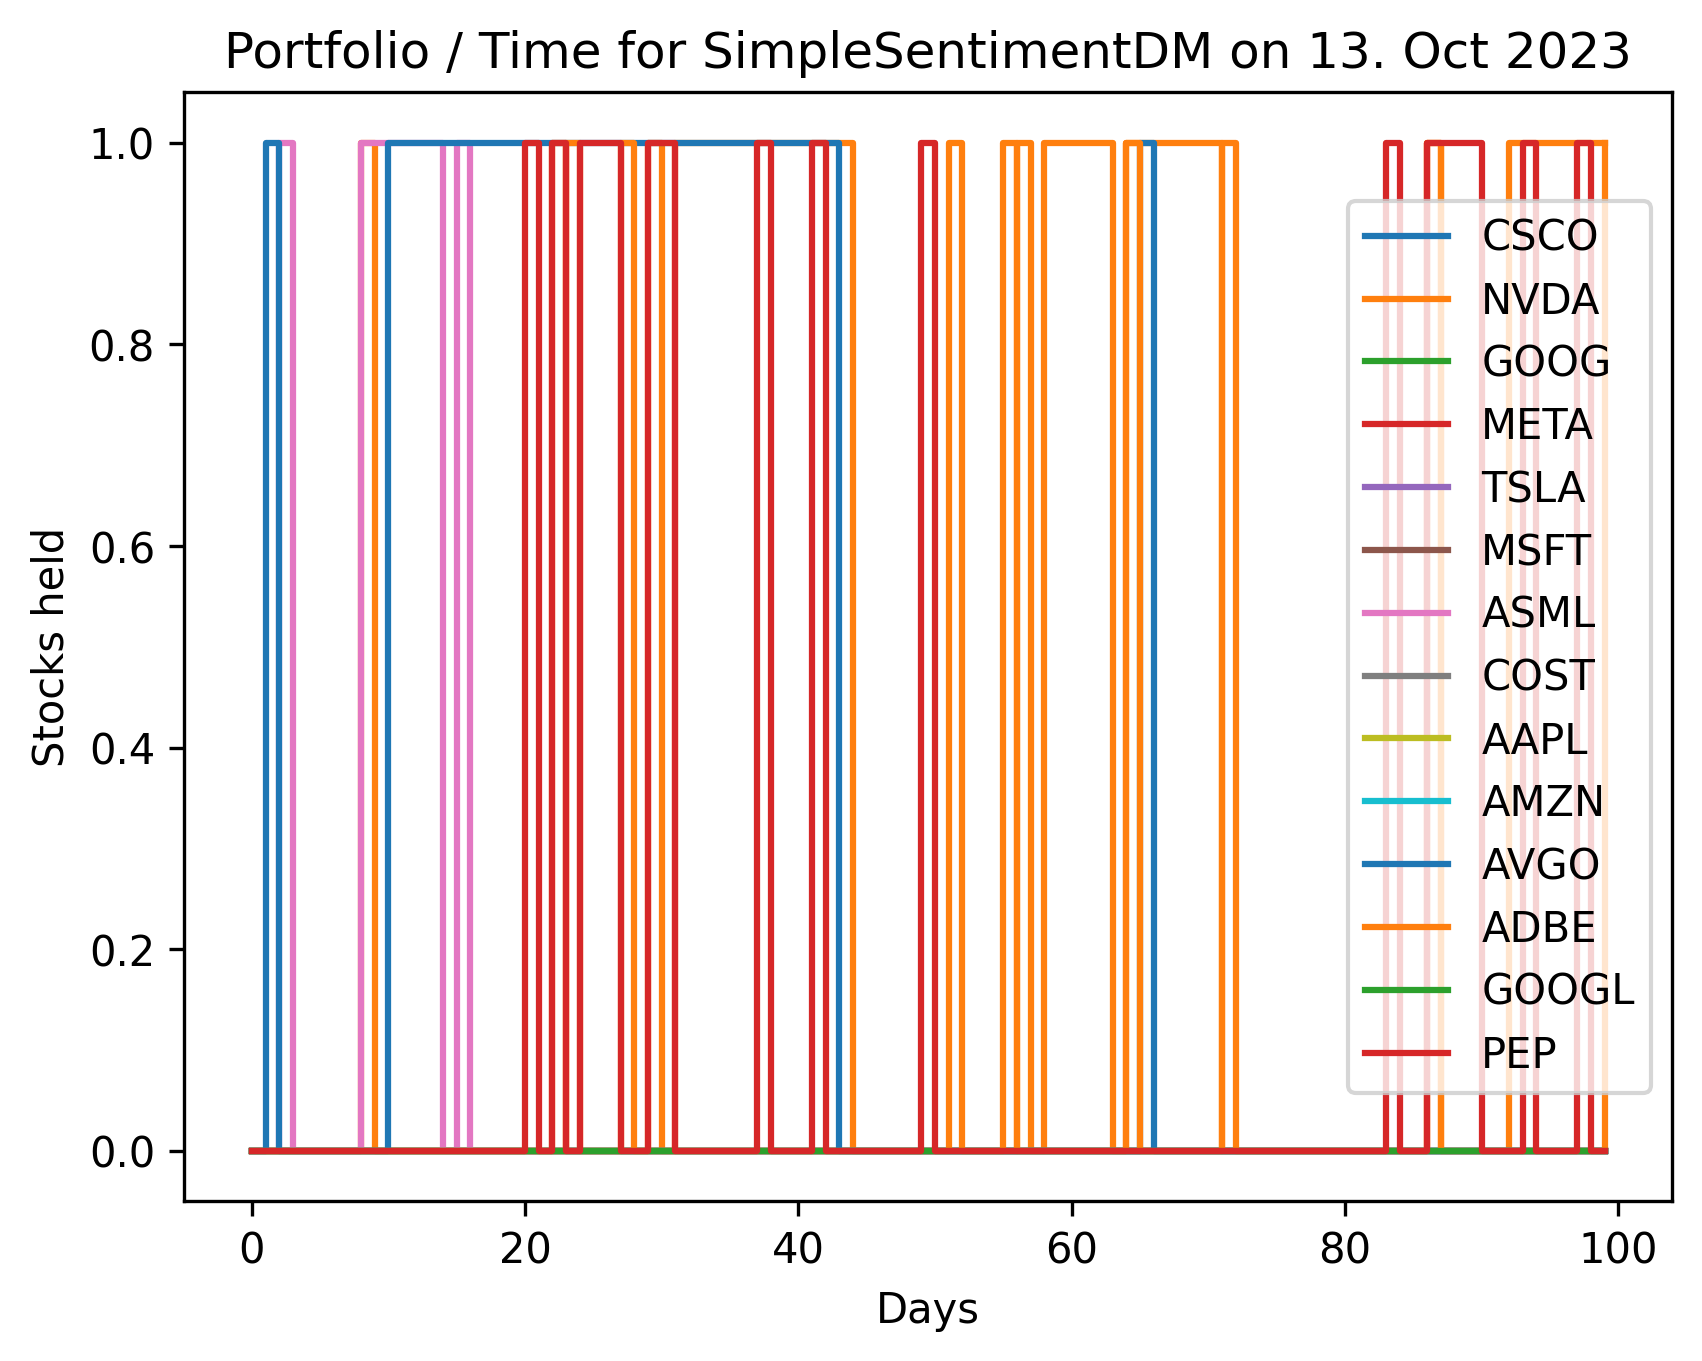 Portfolio / Time for SimpleSentimentDM on 13. Oct 2023
1.0
0.8
0.6
0.4
0.2
0.0
Stocks held
CSCO
NVDA
GOOG
META
TSLA
MSFT
ASML
COST
AAPL
AMZN
AVGO
ADBE
GOOGL
PEP
0 20 40 60 80 100
Days